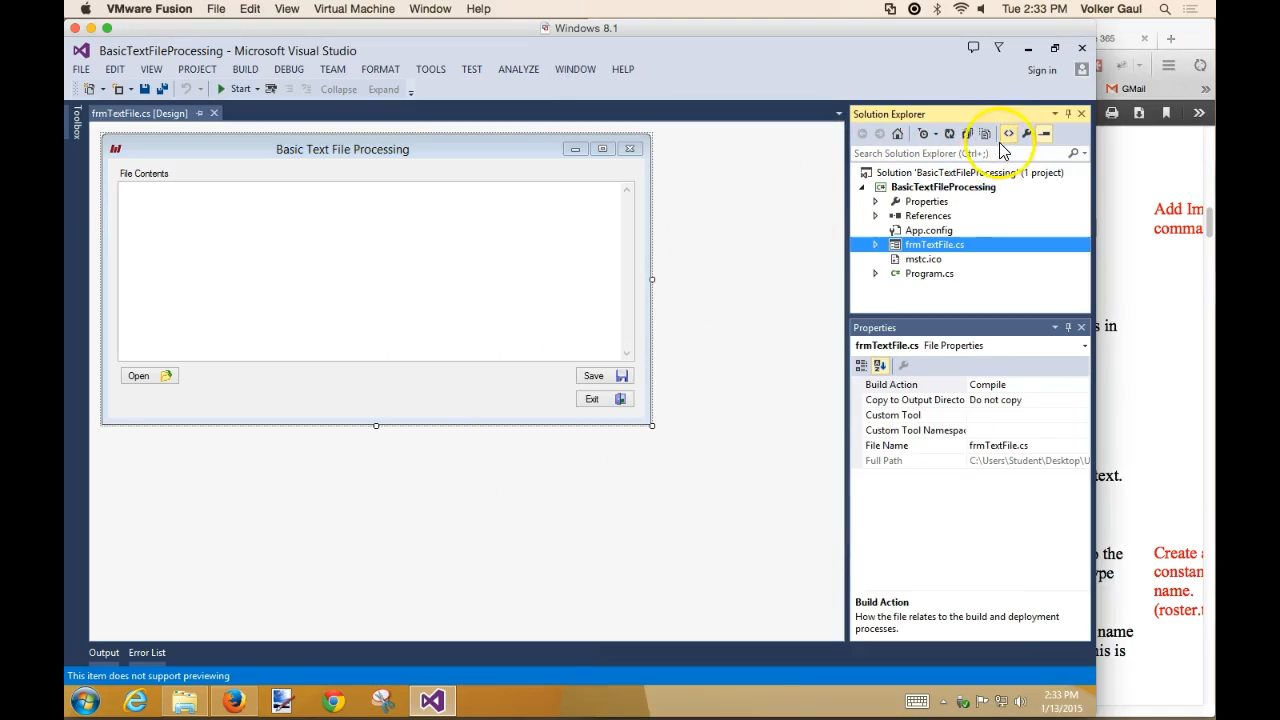 VMware Fusion File Edit View Virtual Machine Window Help Tue 2:33 PM Volker Gaul
Windows 8.1
365
BasicTextFileProcessing - Microsoft Visual Studio
FILE EDIT VIEW PROJECT BUILD DEBUG TEAM FORMAT TOOLS TEST ANALYZE WINDOW HELP Sign in
Start Collapse Expand
GMail
Toolbox
frmTextFile.cs [Design]
Basic Text File Processing
File Contents
Open
Save
Exit
Solution Explorer
Search Solution Explorer (Ctrl+;)
Solution 'BasicTextFileProcessing' (1 project)
BasicTextFileProcessing
Properties
References
App.config
frmTextFile.cs
mstc.ico
Program.cs
Properties
frmTextFile.cs File Properties
Build Action Compile
Copy to Output Directo Do not copy
Custom Tool
Custom Tool Namespac
File Name frmTextFile.cs
Full Path C:\Users\Student\Desktop\U
Build Action
How the file relates to the build and deployment
processes.
Add Im
comma
s in
text.
o the
ype
name
his is
Create a
constan
name.
(roster.t
Output Error List
This item does not support previewing
2:33 PM
1/13/2015